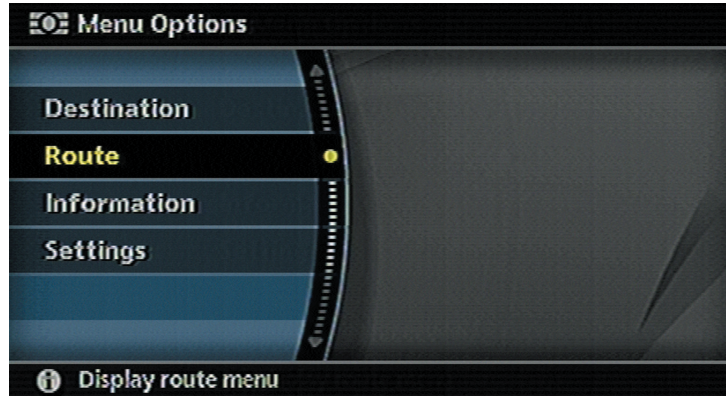 Menu Options
Destination
Route
Information
Settings
Display route menu